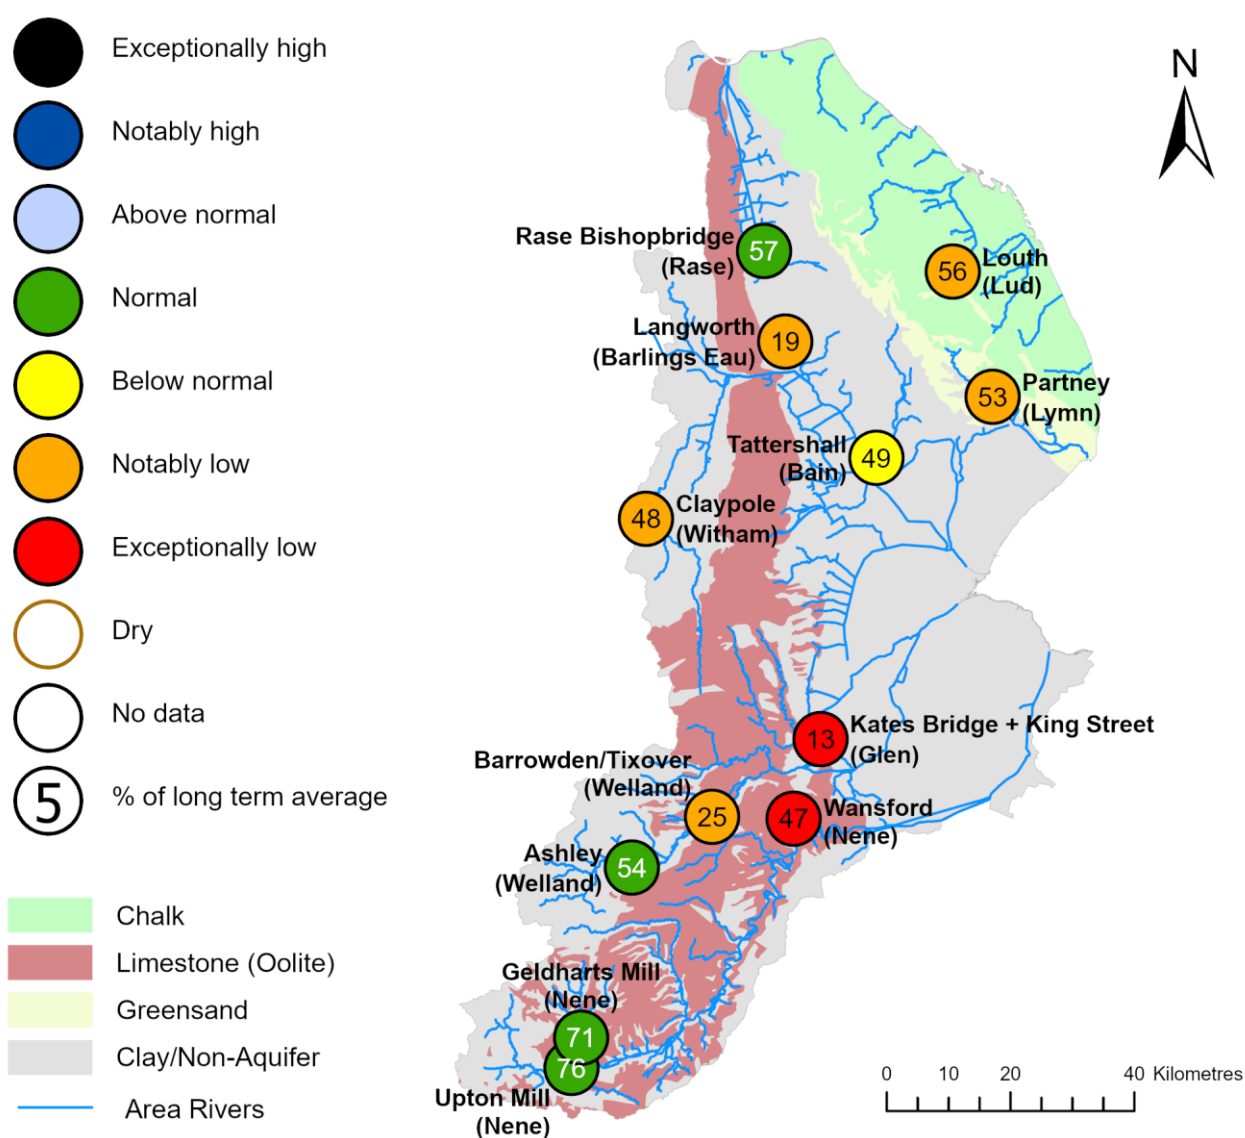 Exceptionally high
Notably high
Above normal
Normal
Below normal
Notably low
Exceptionally low
Dry
No data
5 % of long term average
Chalk
Limestone (Oolite)
Greensand
Clay/Non-Aquifer
Area Rivers
N
Rase Bishopbridge
(Rase)
57
56
Louth
(Lud)
Langworth
(Barlings Eau)
19
53
Partney
(Lymn)
Tattershall
(Bain)
49
48
Claypole
(Witham)
13
Kates Bridge + King Street
(Glen)
Barrowden/Tixover
(Welland)
25
47
Wansford
(Nene)
Ashley
(Welland)
54
Geldharts Mill
(Nene)
71
76
Upton Mill
(Nene)
0 10 20 40 Kilometres